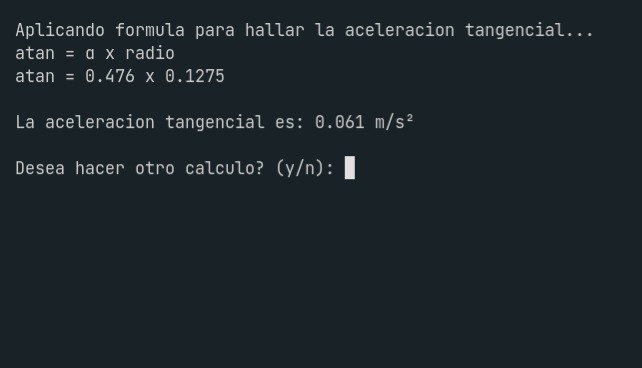 Aplicando formula para hallar la aceleracion tangencial...
atan = α x radio
atan = 0.476 x 0.1275
La aceleracion tangencial es: 0.061 m/s²
Desea hacer otro calculo? (y/n):